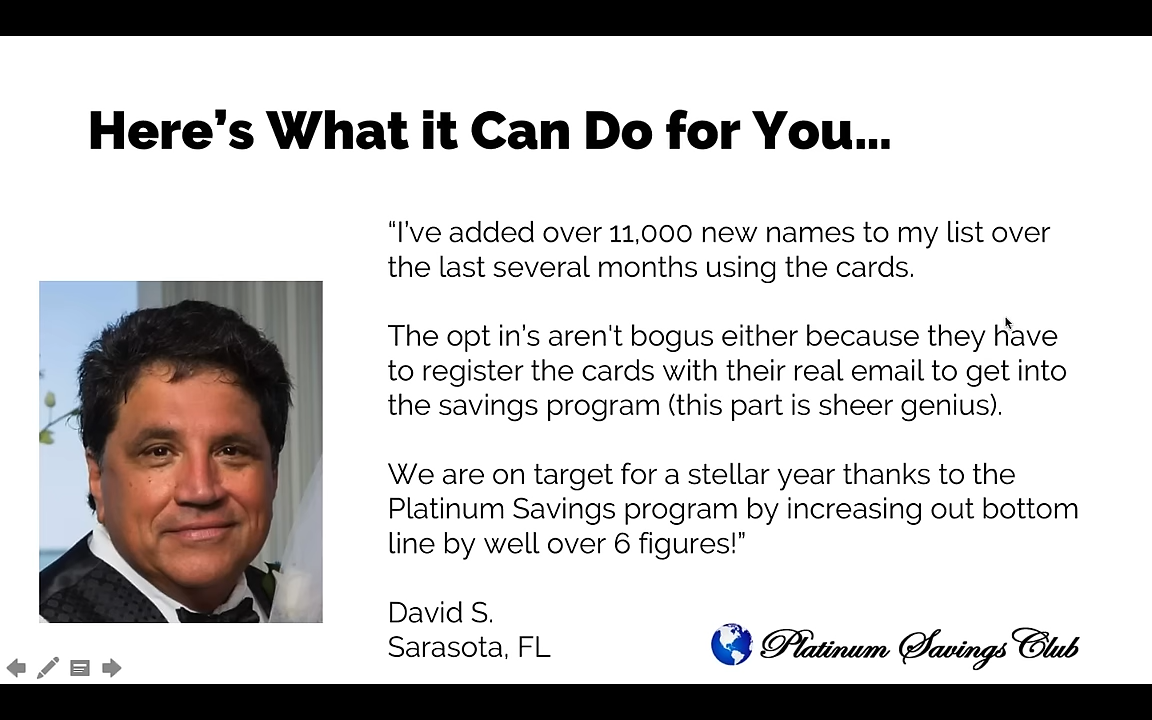 Here’s What it Can Do for You...
“I’ve added over 11,000 new names to my list over
the last several months using the cards.
The opt in’s aren't bogus either because they have
to register the cards with their real email to get into
the savings program (this part is sheer genius).
We are on target for a stellar year thanks to the
Platinum Savings program by increasing out bottom
line by well over 6 figures!”
David S.
Sarasota, FL
Platinum Savings Club